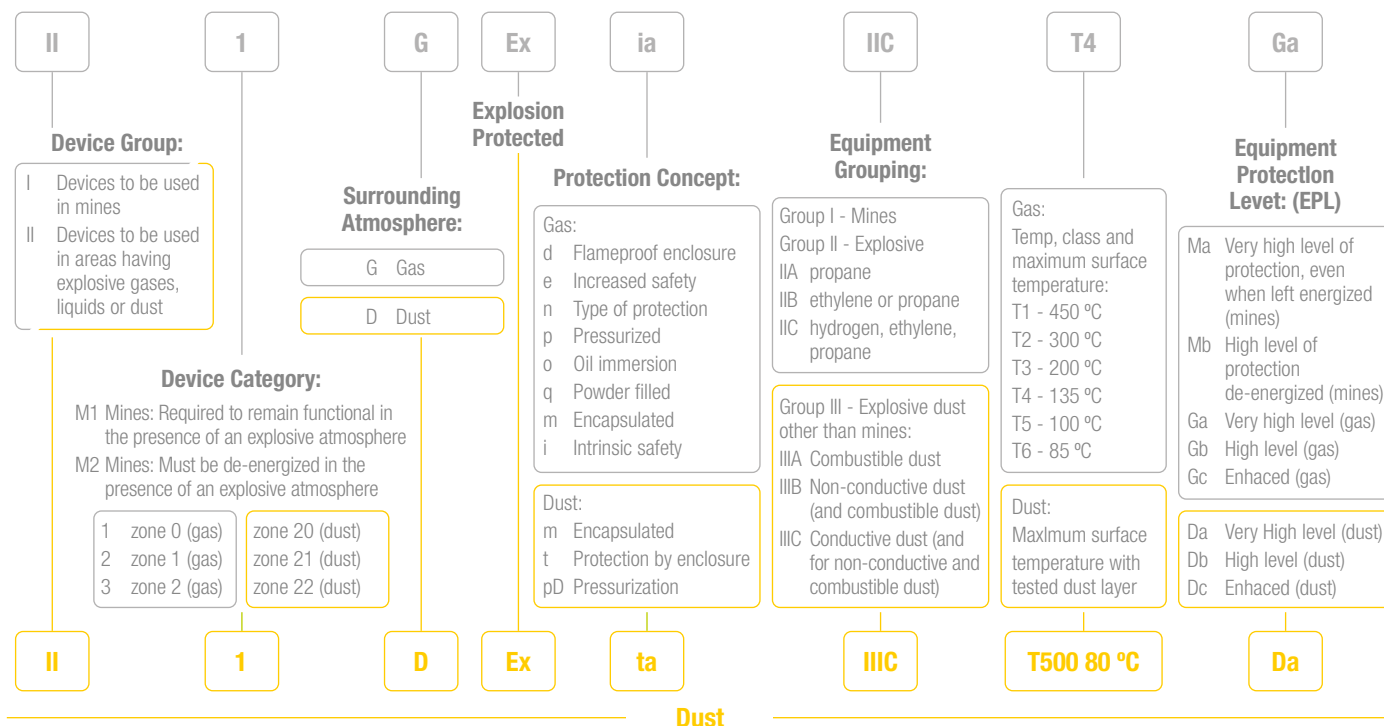 II 1 G Ex ia IIC T4 Ga
Device Group:
I Devices to be used
in mines
II Devices to be used
in areas having
explosive gases,
liquids or dust
Device Category:
M1 Mines: Required to remain functional in
the presence of an explosive atmosphere
M2 Mines: Must be de-energized in the
presence of an explosive atmosphere
1 zone 0 (gas)
2 zone 1 (gas)
3 zone 2 (gas)
zone 20 (dust)
zone 21 (dust)
zone 22 (dust)
Surrounding
Atmosphere:
G Gas
D Dust
Explosion
Protected
Protection Concept:
Gas:
d Flameproof enclosure
e Increased safety
n Type of protection
p Pressurized
o Oil immersion
q Powder filled
m Encapsulated
i Intrinsic safety
Dust:
m Encapsulated
t Protection by enclosure
pD Pressurization
Equipment
Grouping:
Group I - Mines
Group II - Explosive
IIA propane
IIB ethylene or propane
IIC hydrogen, ethylene,
propane
Group III - Explosive dust
other than mines:
IIIA Combustible dust
IIIB Non-conductive dust
(and combustible dust)
IIIC Conductive dust (and
for non-conductive and
combustible dust)
Gas:
Temp, class and
maximum surface
temperature:
T1 - 450 ºC
T2 - 300 ºC
T3 - 200 ºC
T4 - 135 ºC
T5 - 100 ºC
T6 - 85 ºC
Dust:
Maxlmum surface
temperature with
tested dust layer
Equipment
Protectlon
Level: (EPL)
Ma Very high level of
protection, even
when left energized
(mines)
Mb High level of
protection
de-energized (mines)
Ga Very high level (gas)
Gb High level (gas)
Gc Enhaced (gas)
Da Very High level (dust)
Db High level (dust)
Dc Enhaced (dust)
II 1 D Ex ta IIIC T500 80 ºC Da
Dust